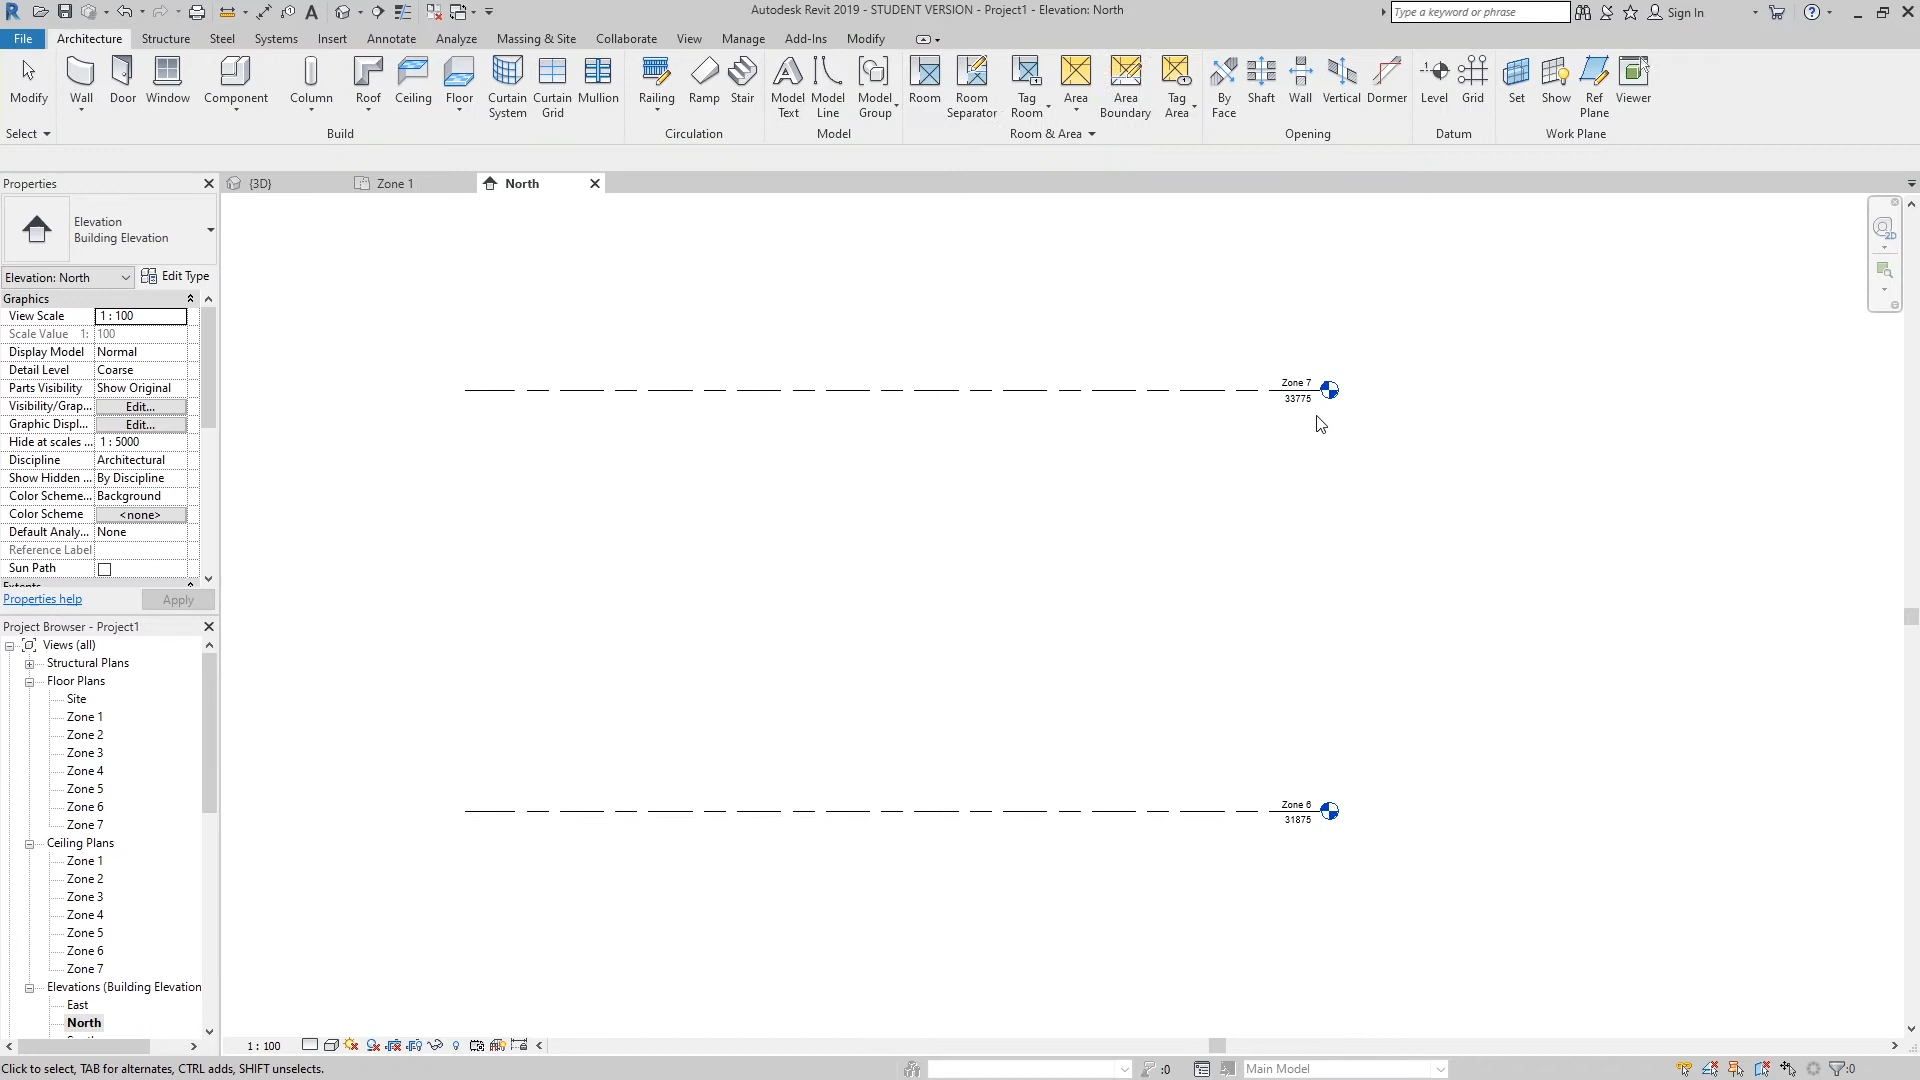 Autodesk Revit 2019 - STUDENT VERSION - Project1 - Elevation: North
Type a keyword or phrase
Sign In
File
Architecture
Structure
Steel
Systems
Insert
Annotate
Analyze
Massing & Site
Collaborate
View
Manage
Add-Ins
Modify
Modify
Wall
Door
Window
Component
Column
Roof
Ceiling
Floor
Curtain System
Curtain Grid
Mullion
Railing
Ramp
Stair
Model Text
Model Line
Model Group
Room
Room Separator
Tag Room
Area
Area Boundary
Tag Area
By Face
Shaft
Wall
Vertical
Dormer
Level
Grid
Set
Show
Ref Plane
Viewer
Select
Build
Circulation
Model
Room & Area
Opening
Datum
Work Plane
Properties
{3D}
Zone 1
North
Elevation
Building Elevation
Elevation: North
Edit Type
Graphics
View Scale 1 : 100
Scale Value 1: 100
Display Model Normal
Detail Level Coarse
Parts Visibility Show Original
Visibility/Grap... Edit...
Graphic Displ... Edit...
Hide at scales ... 1 : 5000
Discipline Architectural
Show Hidden ... By Discipline
Color Scheme... Background
Color Scheme <none>
Default Analy... None
Reference Label
Sun Path
Extents
Properties help
Apply
Project Browser - Project1
Views (all)
Structural Plans
Floor Plans
Site
Zone 1
Zone 2
Zone 3
Zone 4
Zone 5
Zone 6
Zone 7
Ceiling Plans
Zone 1
Zone 2
Zone 3
Zone 4
Zone 5
Zone 6
Zone 7
Elevations (Building Elevation
East
North
Zone 7
33775
Zone 6
31875
2D
1 : 100
Click to select, TAB for alternates, CTRL adds, SHIFT unselects.
:0
Main Model
:0